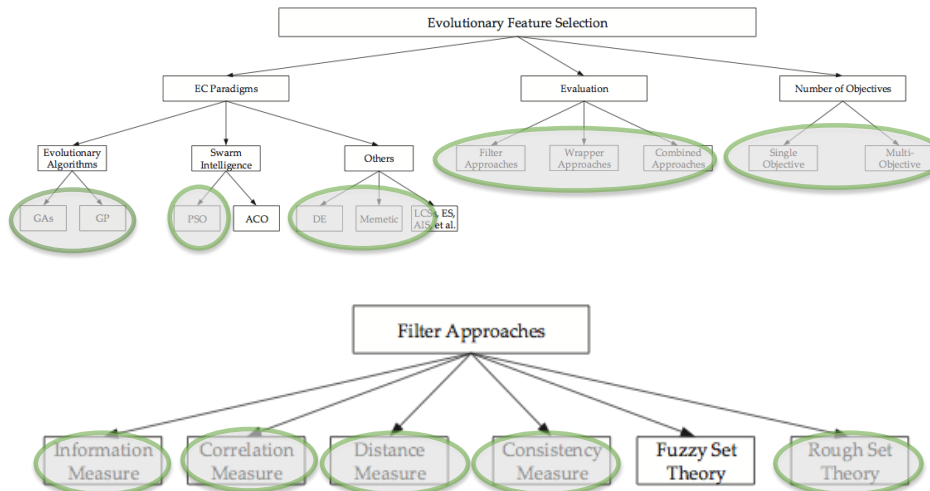 Evolutionary Feature Selection
EC Paradigms
Evaluation
Number of Objectives
Evolutionary
Algorithms
Swarm
Intelligence
Others
Filter
Approaches
Wrapper
Approaches
Combined
Approaches
Single
Objective
Multi-
Objective
GAs
GP
PSO
ACO
DE
Memetic
LCSs, ES,
AIS, et al.
Filter Approaches
Information
Measure
Correlation
Measure
Distance
Measure
Consistency
Measure
Fuzzy Set
Theory
Rough Set
Theory